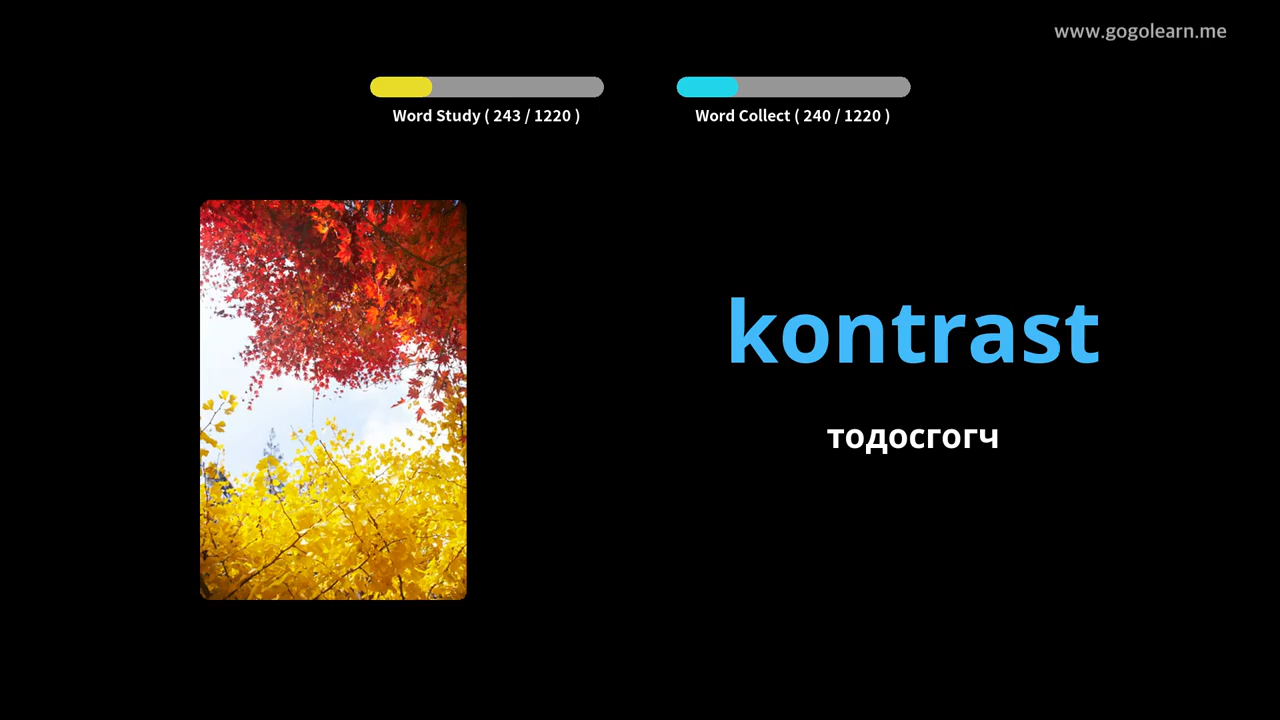 www.gogolearn.me
Word Study ( 243 / 1220 )
Word Collect ( 240 / 1220 )
kontrast
тодосгогч